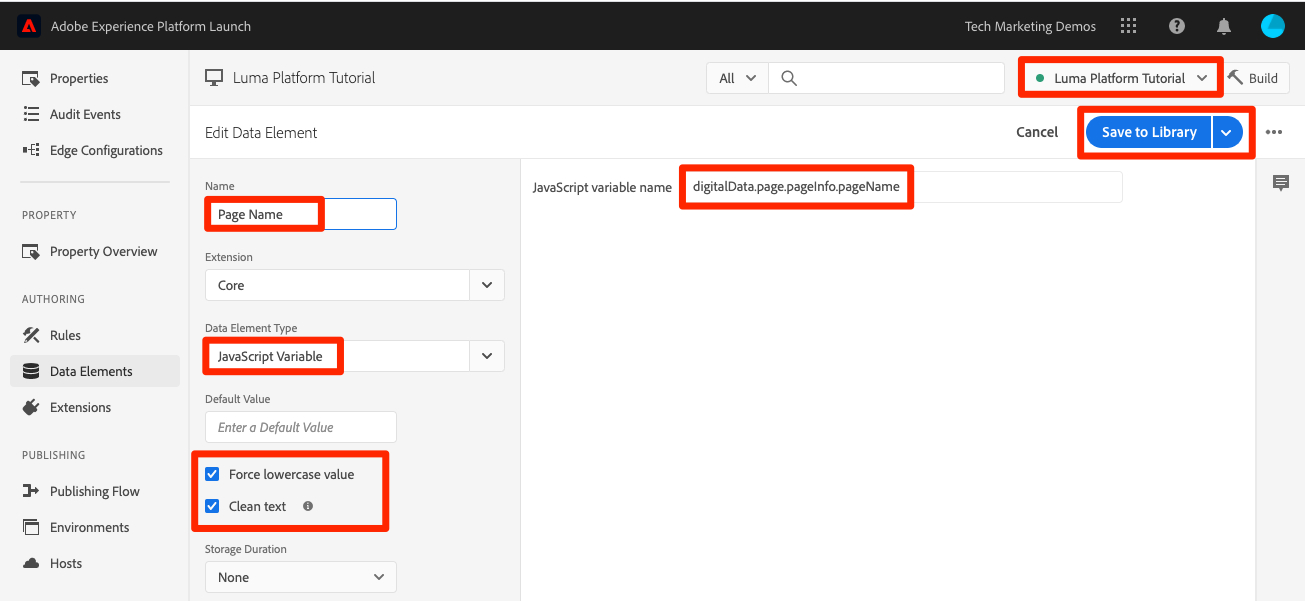 Adobe Experience Platform Launch
Tech Marketing Demos
Properties
Audit Events
Edge Configurations
PROPERTY
Property Overview
AUTHORING
Rules
Data Elements
Extensions
PUBLISHING
Publishing Flow
Environments
Hosts
Luma Platform Tutorial
All
Luma Platform Tutorial
Build
Edit Data Element
Cancel
Save to Library
Name
Page Name
Extension
Core
Data Element Type
JavaScript Variable
Default Value
Enter a Default Value
Force lowercase value
Clean text
Storage Duration
None
JavaScript variable name
digitalData.page.pageInfo.pageName